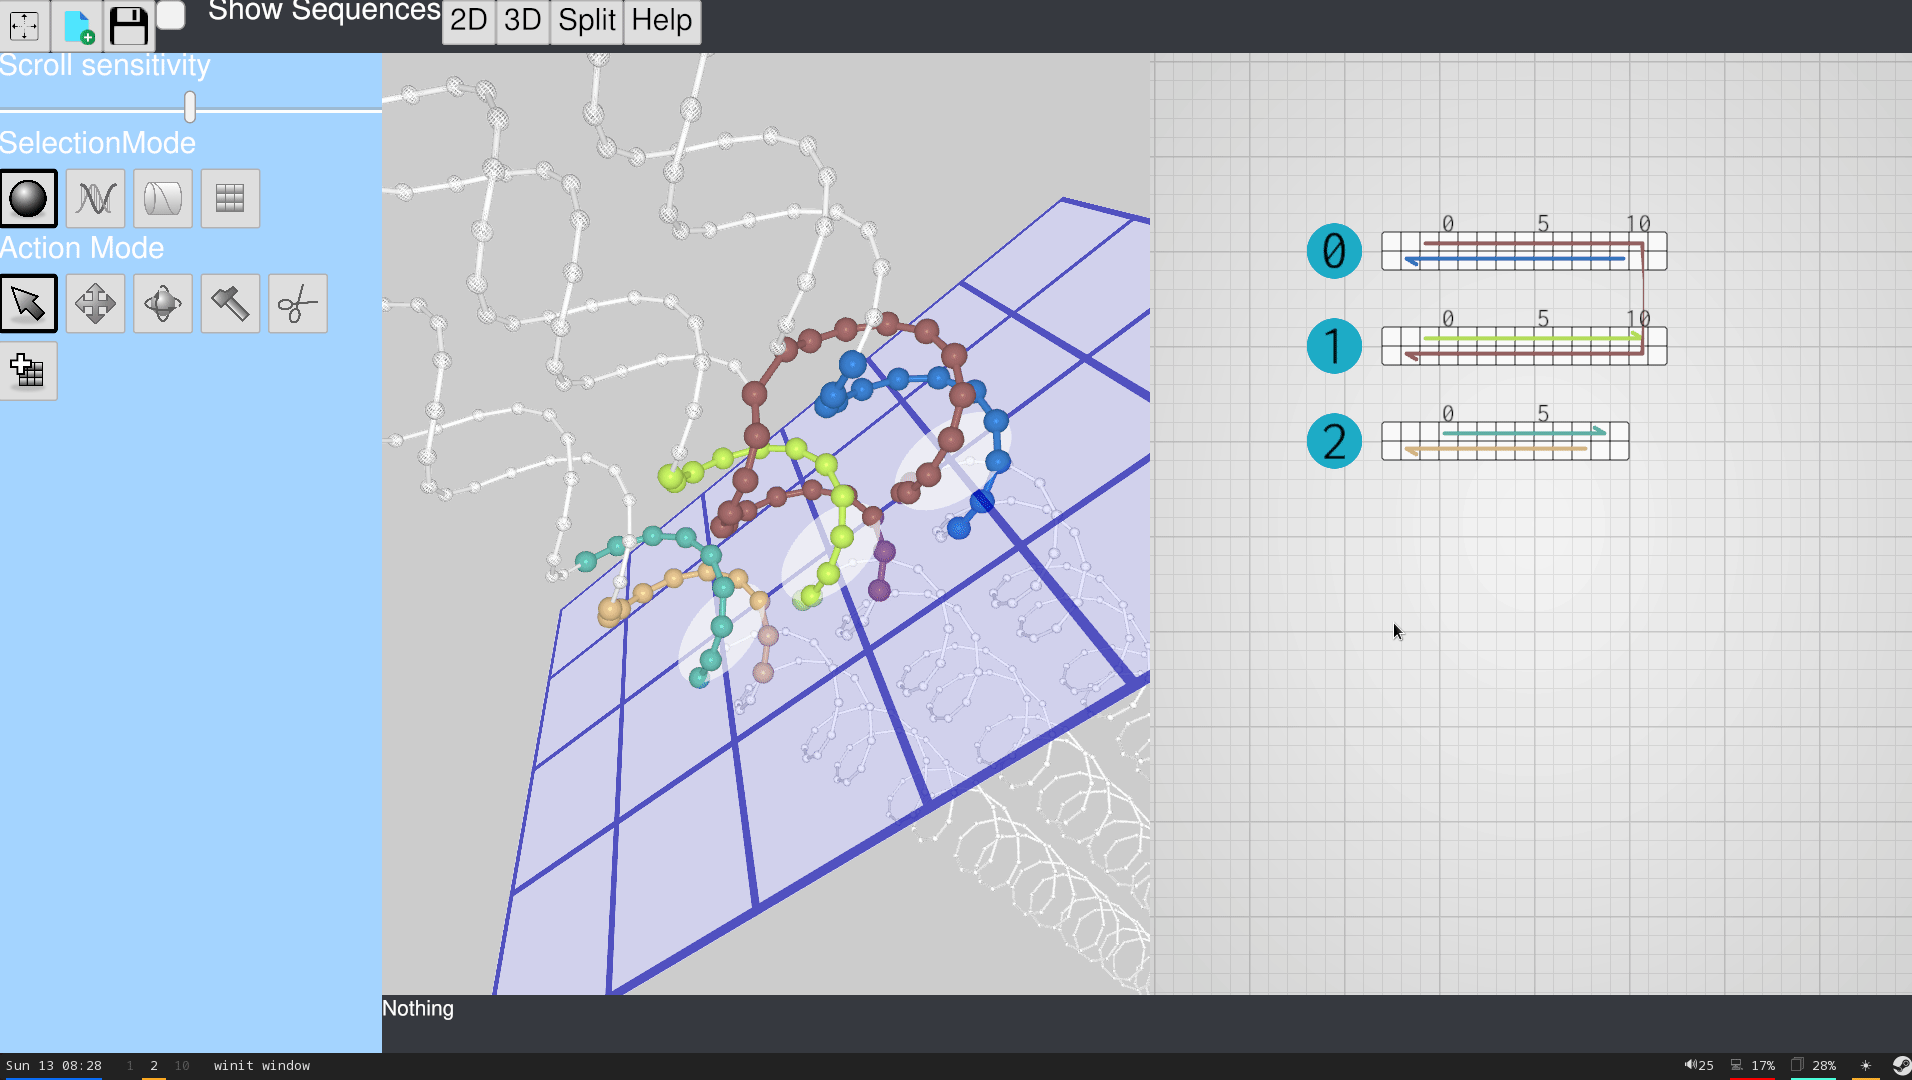 Show Sequences 2D 3D Split Help
Scroll sensitivity
SelectionMode
Action Mode
0 5 10
0
0 5 10
1
0 5
2
Nothing
Sun 13 08:28 1 2 10 winit window 25 17% 28%